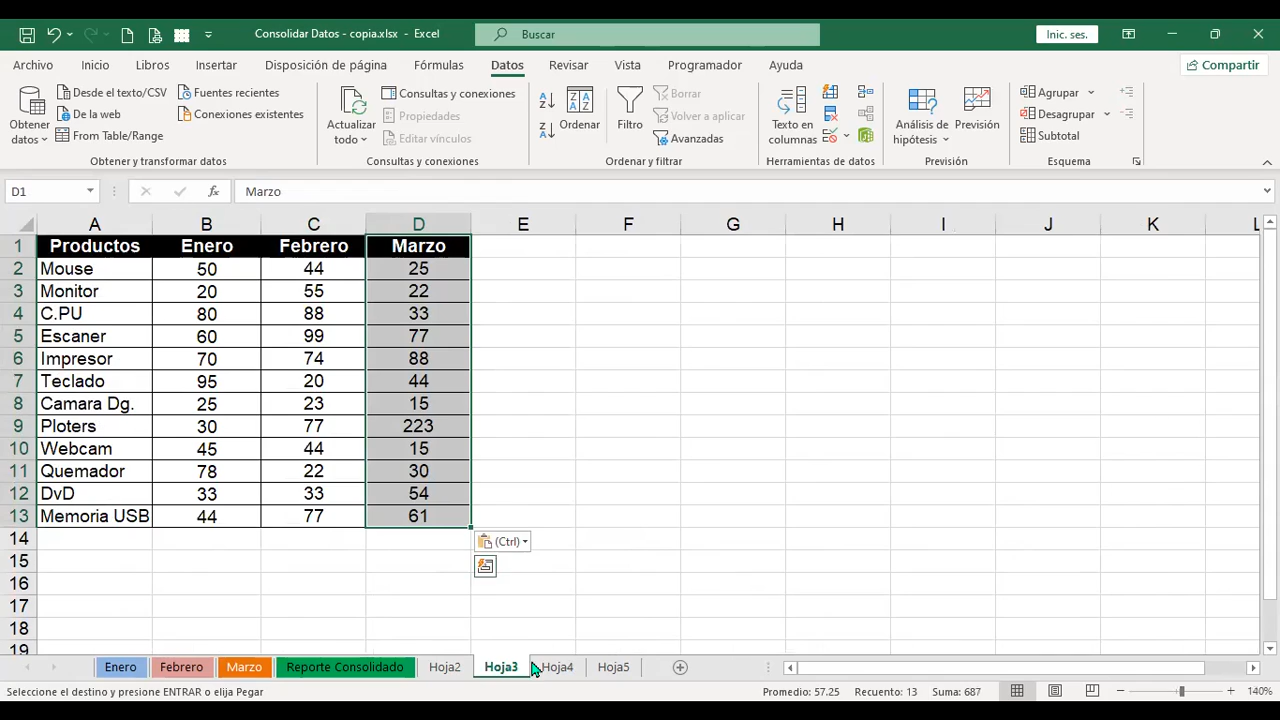 Consolidar Datos - copia.xlsx - Excel
Buscar
Inic. ses.
Archivo Inicio Libros Insertar Disposición de página Fórmulas Datos Revisar Vista Programador Ayuda
Compartir
Obtener datos
Desde el texto/CSV
De la web
From Table/Range
Fuentes recientes
Conexiones existentes
Obtener y transformar datos
Actualizar todo
Consultas y conexiones
Propiedades
Editar vínculos
Consultas y conexiones
Ordenar
Filtro
Borrar
Volver a aplicar
Avanzadas
Ordenar y filtrar
Texto en columnas
Herramientas de datos
Análisis de hipótesis
Previsión
Previsión
Agrupar
Desagrupar
Subtotal
Esquema
D1 fx Marzo
A B C D E F G H I J K L
1 Productos Enero Febrero Marzo
2 Mouse 50 44 25
3 Monitor 20 55 22
4 C.PU 80 88 33
5 Escaner 60 99 77
6 Impresor 70 74 88
7 Teclado 95 20 44
8 Camara Dg. 25 23 15
9 Ploters 30 77 223
10 Webcam 45 44 15
11 Quemador 78 22 30
12 DvD 33 33 54
13 Memoria USB 44 77 61
14 (Ctrl)
15
16
17
18
19
Enero Febrero Marzo Reporte Consolidado Hoja2 Hoja3 Hoja4 Hoja5
Seleccione el destino y presione ENTRAR o elija Pegar Promedio: 57.25 Recuento: 13 Suma: 687 140%